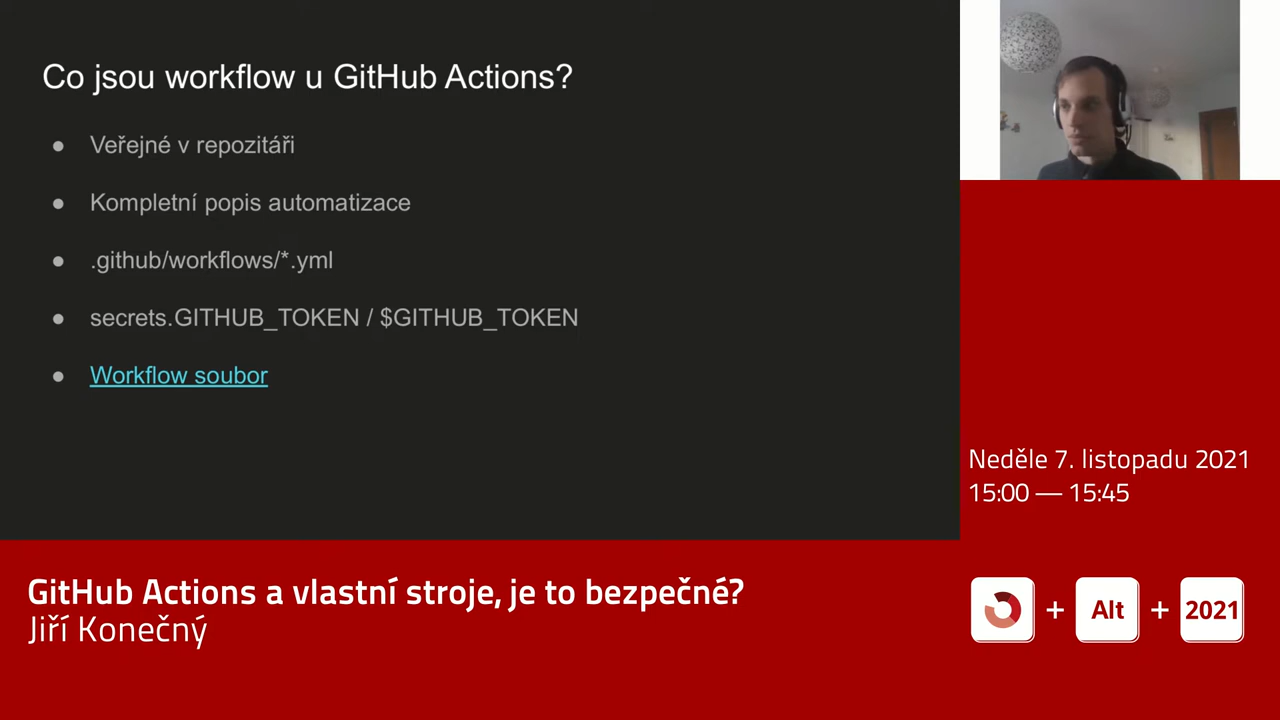 Co jsou workflow u GitHub Actions?
● Veřejné v repozitáři
● Kompletní popis automatizace
● .github/workflows/*.yml
● secrets.GITHUB_TOKEN / $GITHUB_TOKEN
● Workflow soubor
Neděle 7. listopadu 2021
15:00 — 15:45
GitHub Actions a vlastní stroje, je to bezpečné?
Jiří Konečný
+ Alt + 2021